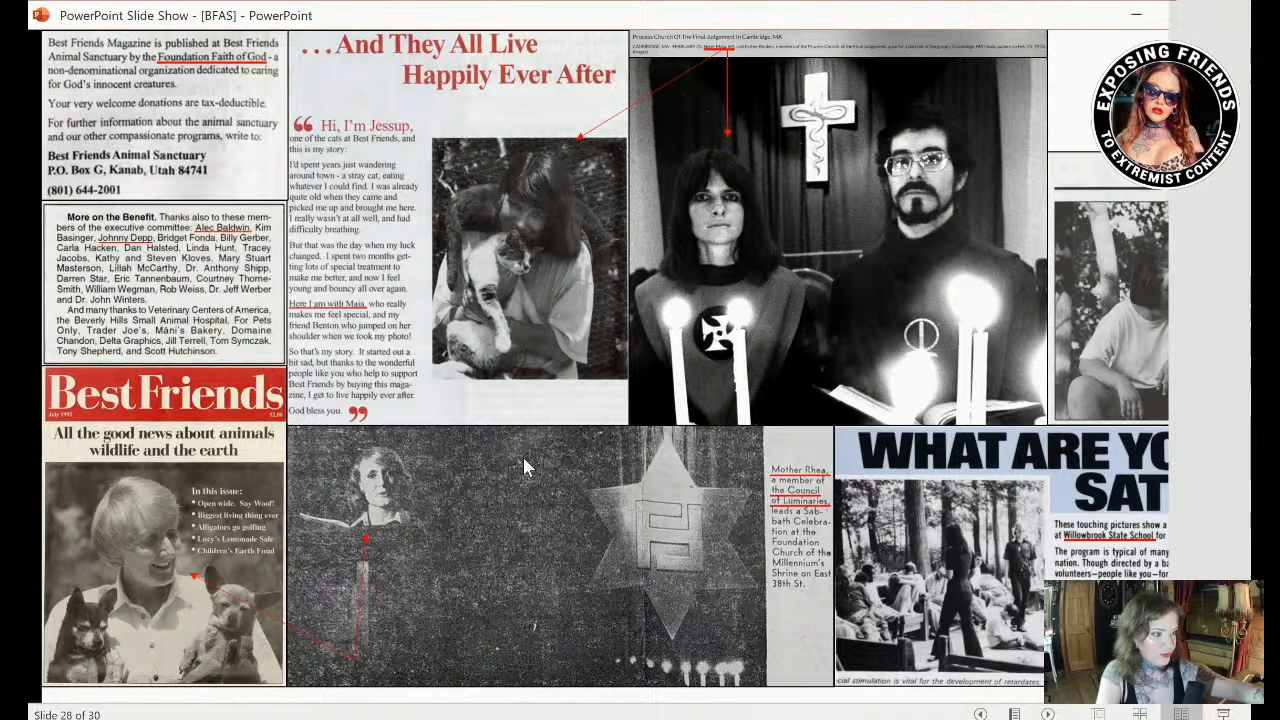 PowerPoint Slide Show - [BFAS] - PowerPoint
Best Friends Magazine is published at Best Friends
Animal Sanctuary by the Foundation Faith of God - a
non-denominational organization dedicated to caring
for God's innocent creatures.
Your very welcome donations are tax-deductible.
For further information about the animal sanctuary
and our other compassionate programs, write to:
Best Friends Animal Sanctuary
P.O. Box G, Kanab, Utah 84741
(801) 644-2001
More on the Benefit. Thanks also to these mem-
bers of the executive committee: Alec Baldwin, Kim
Basinger, Johnny Depp, Bridget Fonda, Billy Gerber,
Carla Hacken, Dan Halsted, Linda Hunt, Tracey
Jacobs, Kathy and Steven Kloves, Mary Stuart
Masterson, Lillah McCarthy, Dr. Anthony Shipp,
Darren Star, Eric Tannenbaum, Courtney Thorne-
Smith, William Wegman, Rob Weiss, Dr. Jeff Werber
and Dr. John Winters.
And many thanks to Veterinary Centers of America,
the Beverly Hills Small Animal Hospital, For Pets
Only, Trader Joe's, Mani's Bakery, Domaine
Chandon, Delta Graphics, Jill Terrell, Tom Symczak,
Tony Shepherd, and Scott Hutchinson.
Best Friends
July 1992 $2.00
All the good news about animals
wildlife and the earth
In this issue:
• Open wide. Say Woof!
• Biggest living thing ever
• Alligators go golfing
• Lucy's Lemonade Sale
• Children's Earth Fund
. . .And They All Live
Happily Ever After
“ Hi, I'm Jessup,
one of the cats at Best Friends, and
this is my story:
I'd spent years just wandering
around town - a stray cat, eating
whatever I could find. I was already
quite old when they came and
picked me up and brought me here.
I really wasn't at all well, and had
difficulty breathing.
But that was the day when my luck
changed. I spent two months get-
ting lots of special treatment to
make me better, and now I feel
young and bouncy all over again.
Here I am with Maia, who really
makes me feel special, and my
friend Benton who jumped on her
shoulder when we took my photo!
So that's my story. It started out a
bit sad, but thanks to the wonderful
people like you who help to support
Best Friends by buying this maga-
zine, I get to live happily ever after.
God bless you. ”
Process Church Of The Final Judgement In Cambridge, MA
EXPOSING FRIENDS
TO EXTREMIST CONTENT
Mother Rhea,
a member of
the Council
of Luminaries,
leads a Sab-
bath Celebra-
tion at the
Foundation
Church of the
Millennium's
Shrine on East
38th St.
WHAT ARE YO
SAT
These touching pictures show a
at Willowbrook State School for
The program is typical of many
nation. Though directed by a ba
volunteers—people like you—for
cial stimulation is vital for the development of retardates.
Slide 28 of 30